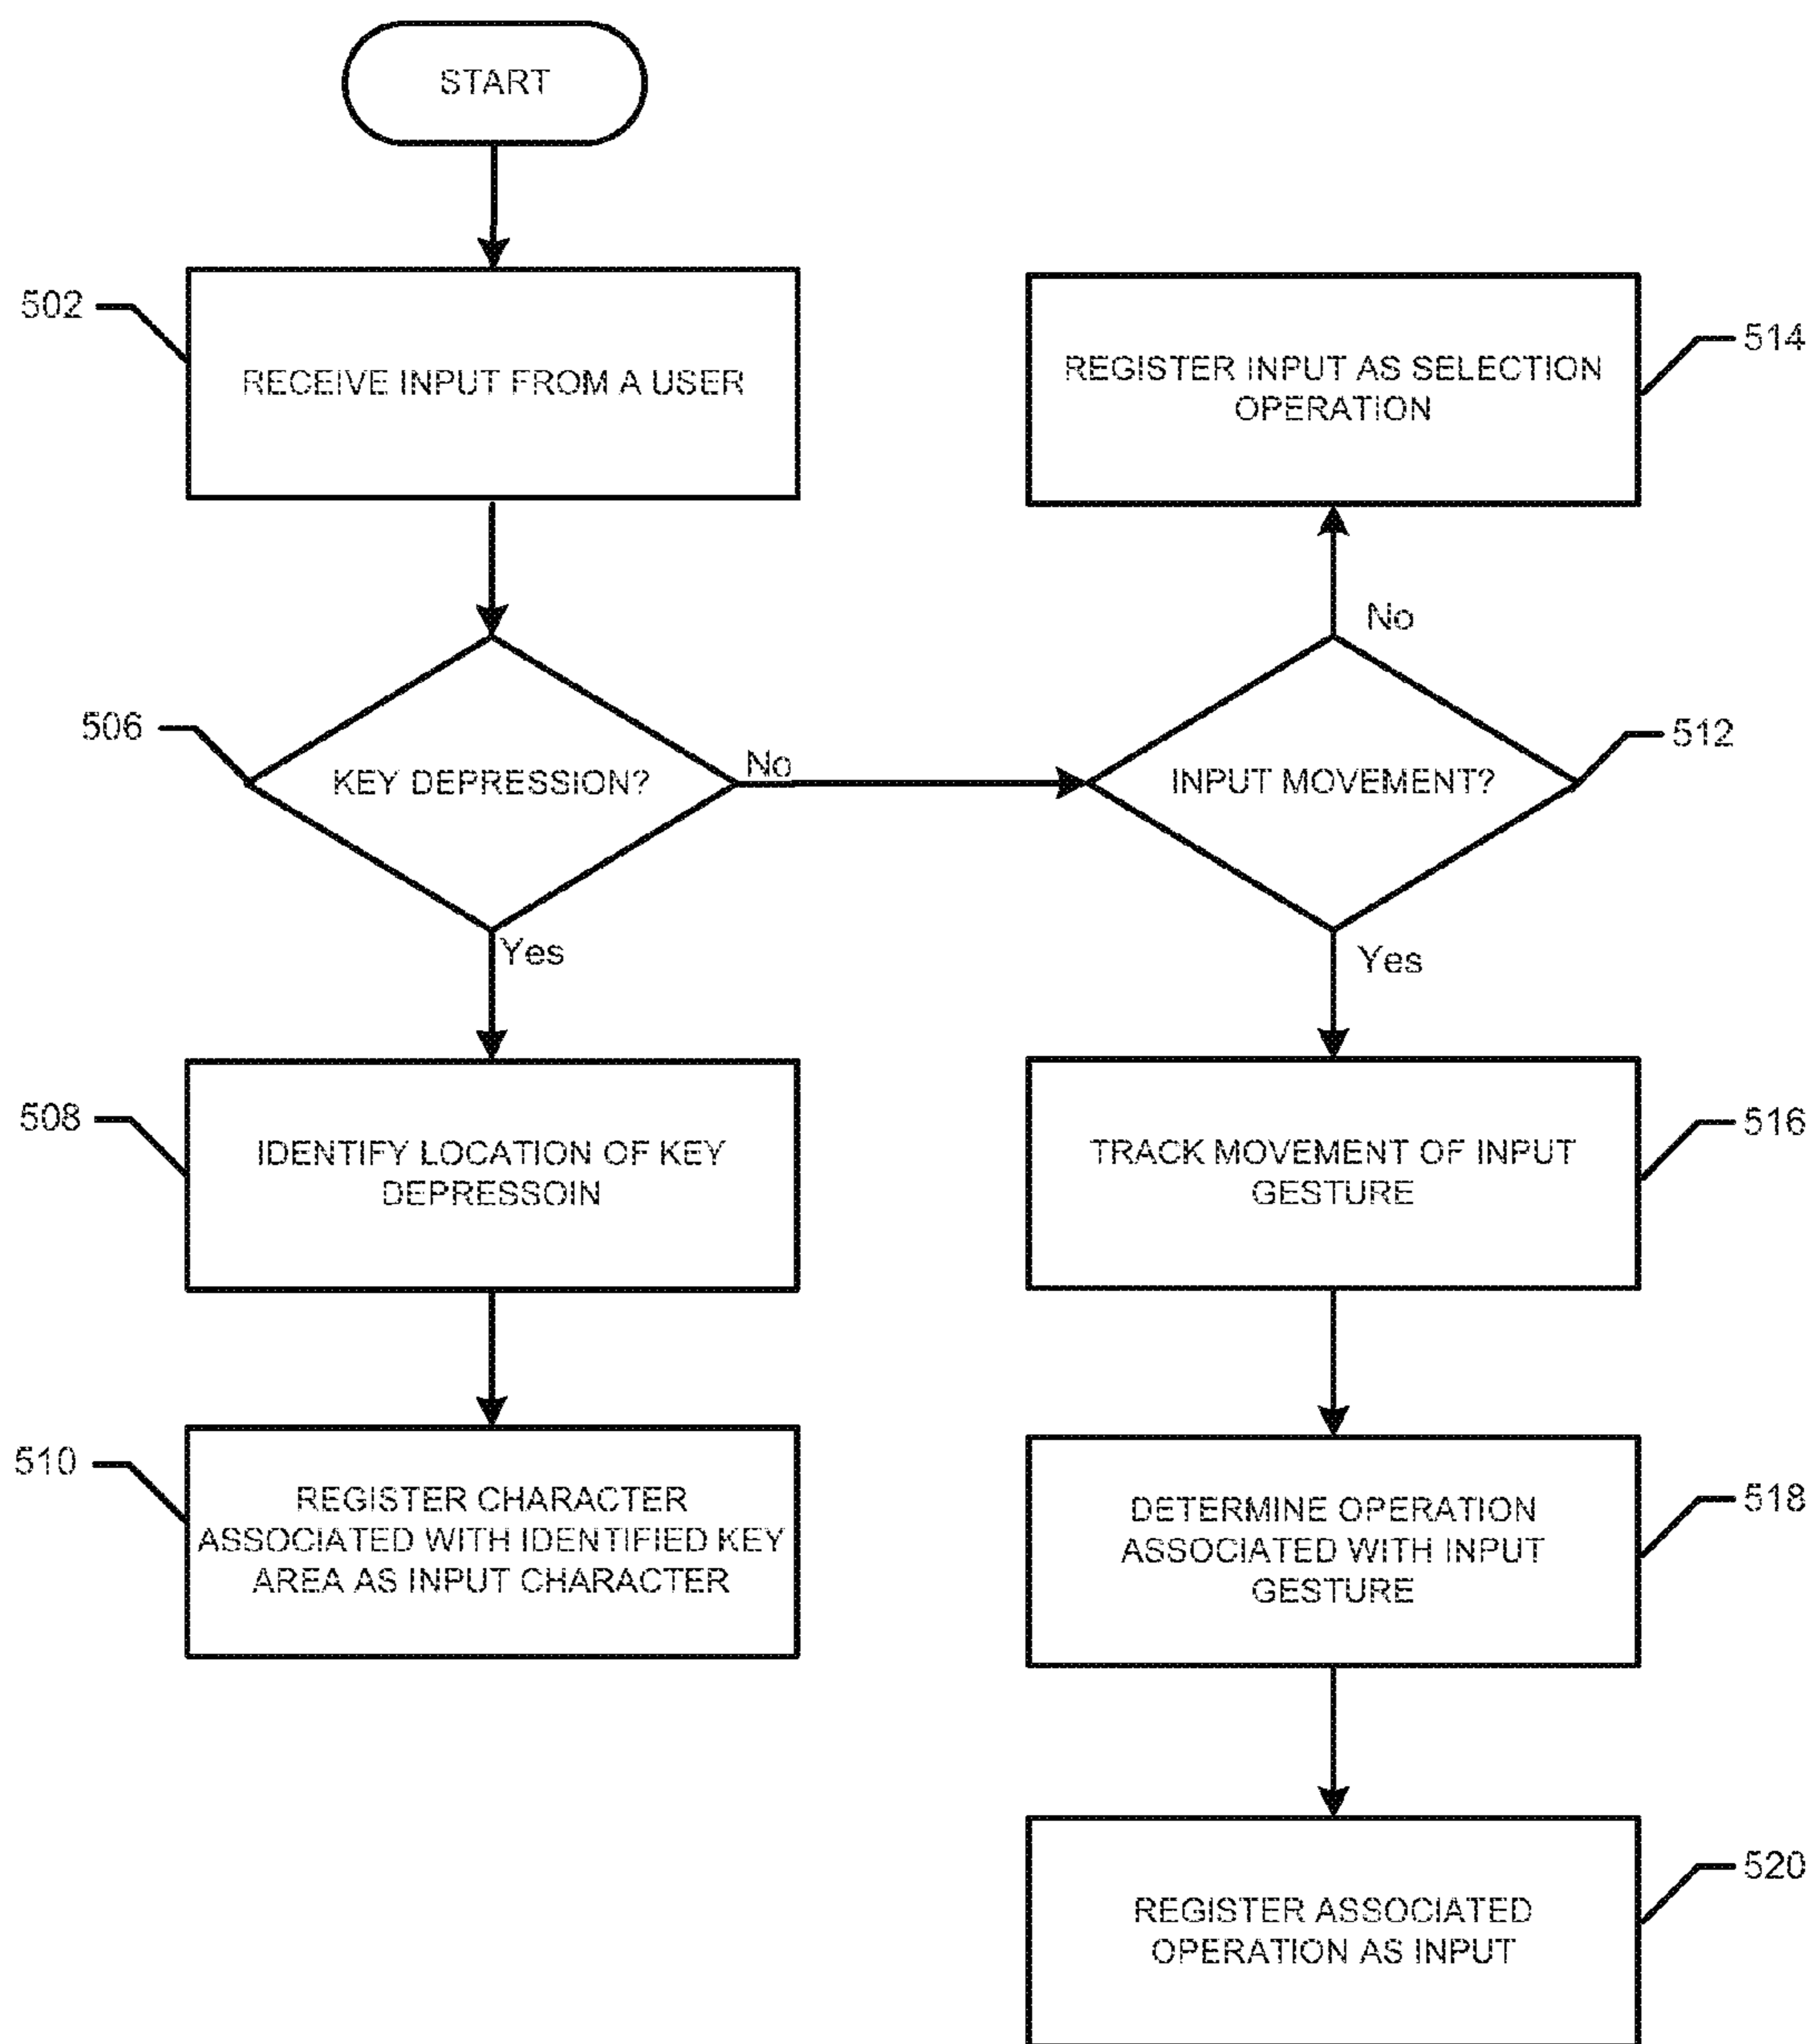 START
502
RECEIVE INPUT FROM A USER
REGISTER INPUT AS SELECTION
OPERATION
514
506
KEY DEPRESSION?
No
Yes
No
INPUT MOVEMENT?
512
Yes
508
IDENTIFY LOCATION OF KEY
DEPRESSOIN
TRACK MOVEMENT OF INPUT
GESTURE
516
510
REGISTER CHARACTER
ASSOCIATED WITH IDENTIFIED KEY
AREA AS INPUT CHARACTER
DETERMINE OPERATION
ASSOCIATED WITH INPUT
GESTURE
518
REGISTER ASSOCIATED
OPERATION AS INPUT
520